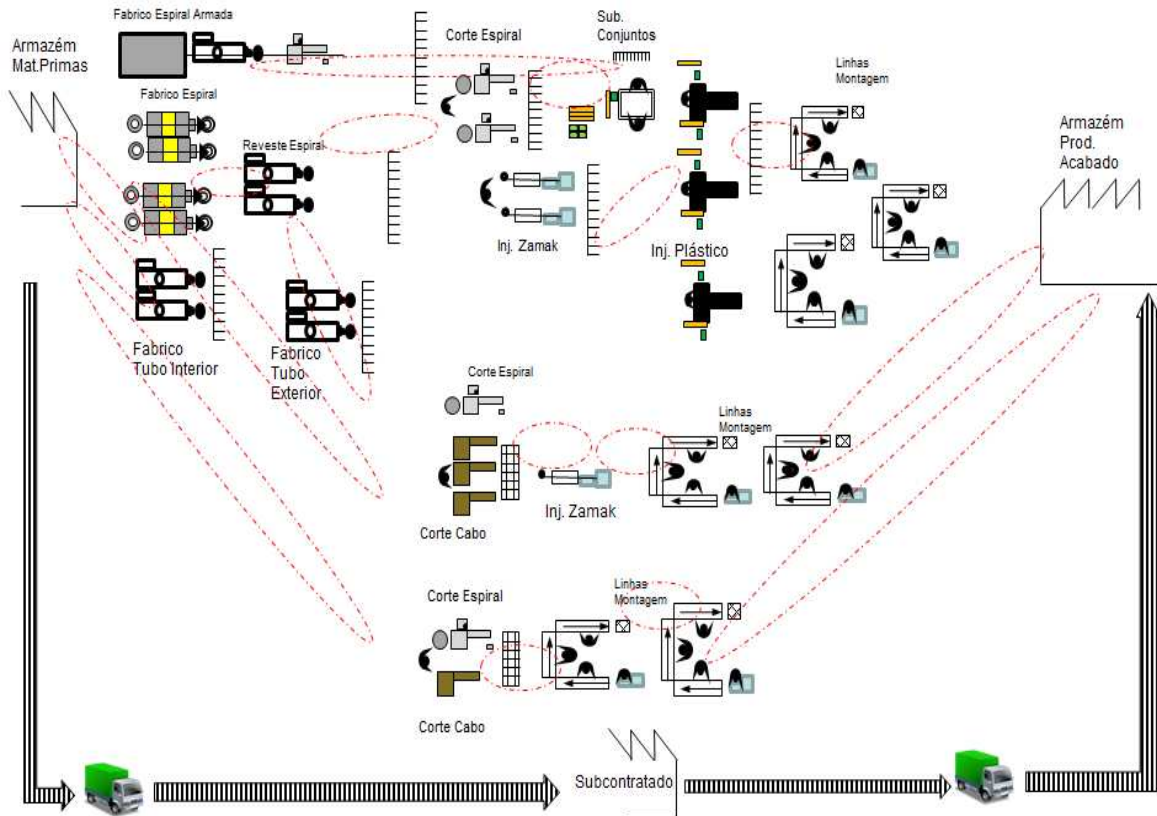 Fabrico Espiral Armada
Armazém
Mat.Primas
Corte Espiral
Sub.
Conjuntos
Linhas
Montagem
Fabrico Espiral
Reveste Espiral
Armazém
Prod.
Acabado
Inj. Zamak
Inj. Plástico
Fabrico
Tubo Interior
Fabrico
Tubo
Exterior
Corte Espiral
Linhas
Montagem
Inj. Zamak
Corte Cabo
Corte Espiral
Linhas
Montagem
Corte Cabo
Subcontratado